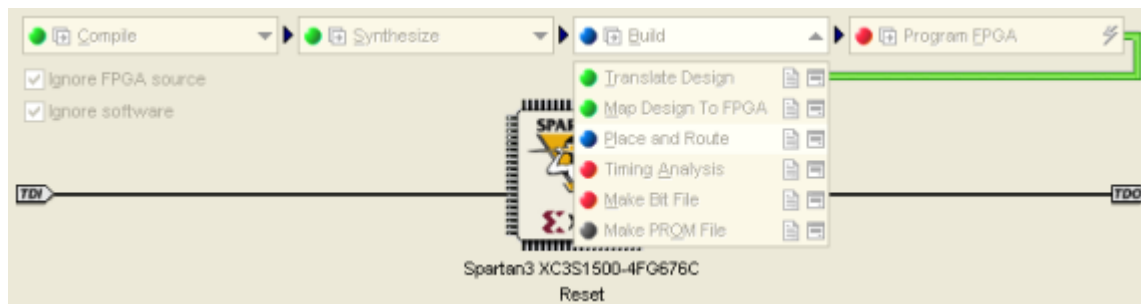 Compile Synthesize Build Program FPGA
Ignore FPGA source
Ignore software
Translate Design
Map Design To FPGA
SPAR
Place and Route
Timing Analysis
Make Bit File
Make PROM File
TDI TDO
Spartan3 XC3S1500-4FG676C
Reset